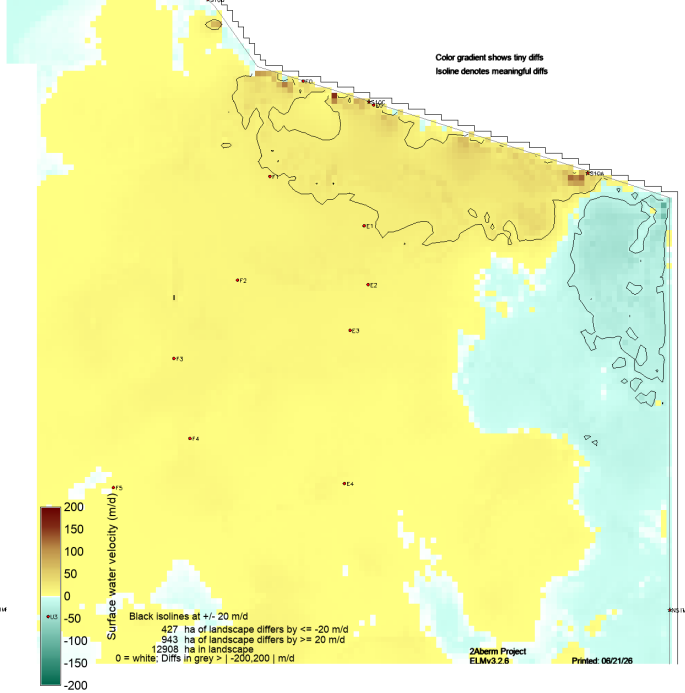 Color gradient shows tiny diffs
Isoline denotes meaningful diffs
F0
S10C
S10A
F1
E1
F2
E2
E3
F3
F4
E4
F5
200
150
100
50
0
-50
-100
-150
-200
Surface water velocity (m/d)
U3
Black isolines at +/- 20 m/d
427 ha of landscape differs by <= -20 m/d
943 ha of landscape differs by >= 20 m/d
12908 ha in landscape
0 = white; Diffs in grey > | -200,200 | m/d
2Aberm Project
ELMv3.2.6
Printed: 06/21/26